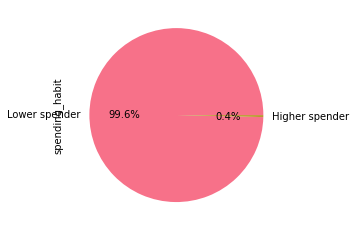 spending_habit
Lower spender
99.6%
0.4%
Higher spender